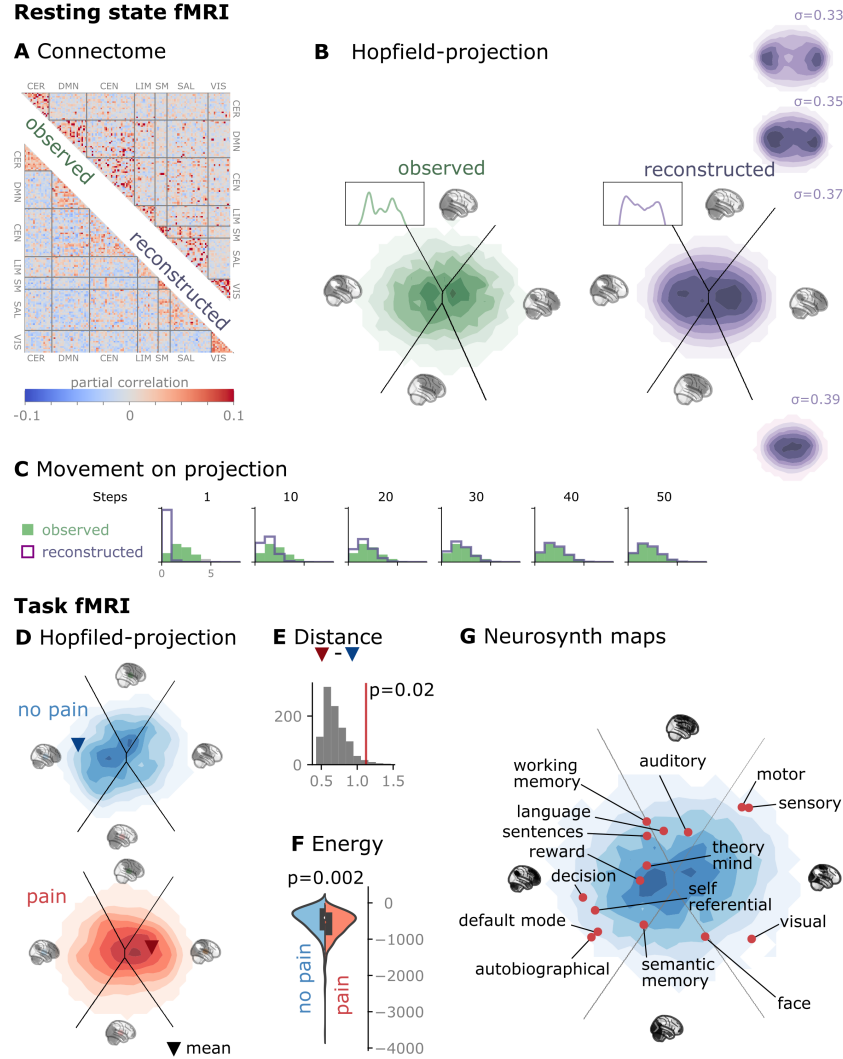 Resting state fMRI
A Connectome
B Hopfield-projection
σ=0.33
σ=0.35
σ=0.37
σ=0.39
CER DMN CEN LIM SM SAL VIS
CER
DMN
CEN
LIM
SM
SAL
VIS
observed
reconstructed
CER
DMN
CEN
LIM
SM
SAL
VIS
CER DMN CEN LIM SM SAL VIS
partial correlation
-0.1 0 0.1
observed
reconstructed
C Movement on projection
Steps 1 10 20 30 40 50
observed
reconstructed
0 5
Task fMRI
D Hopfiled-projection
no pain
pain
mean
E Distance
-
p=0.02
200
0
0.5 1.0 1.5
F Energy
p=0.002
0
−1000
−2000
−3000
−4000
no pain
pain
G Neurosynth maps
working
memory
auditory
motor
sensory
language
sentences
reward
theory
mind
decision
self
referential
default mode
visual
autobiographical
semantic
memory
face